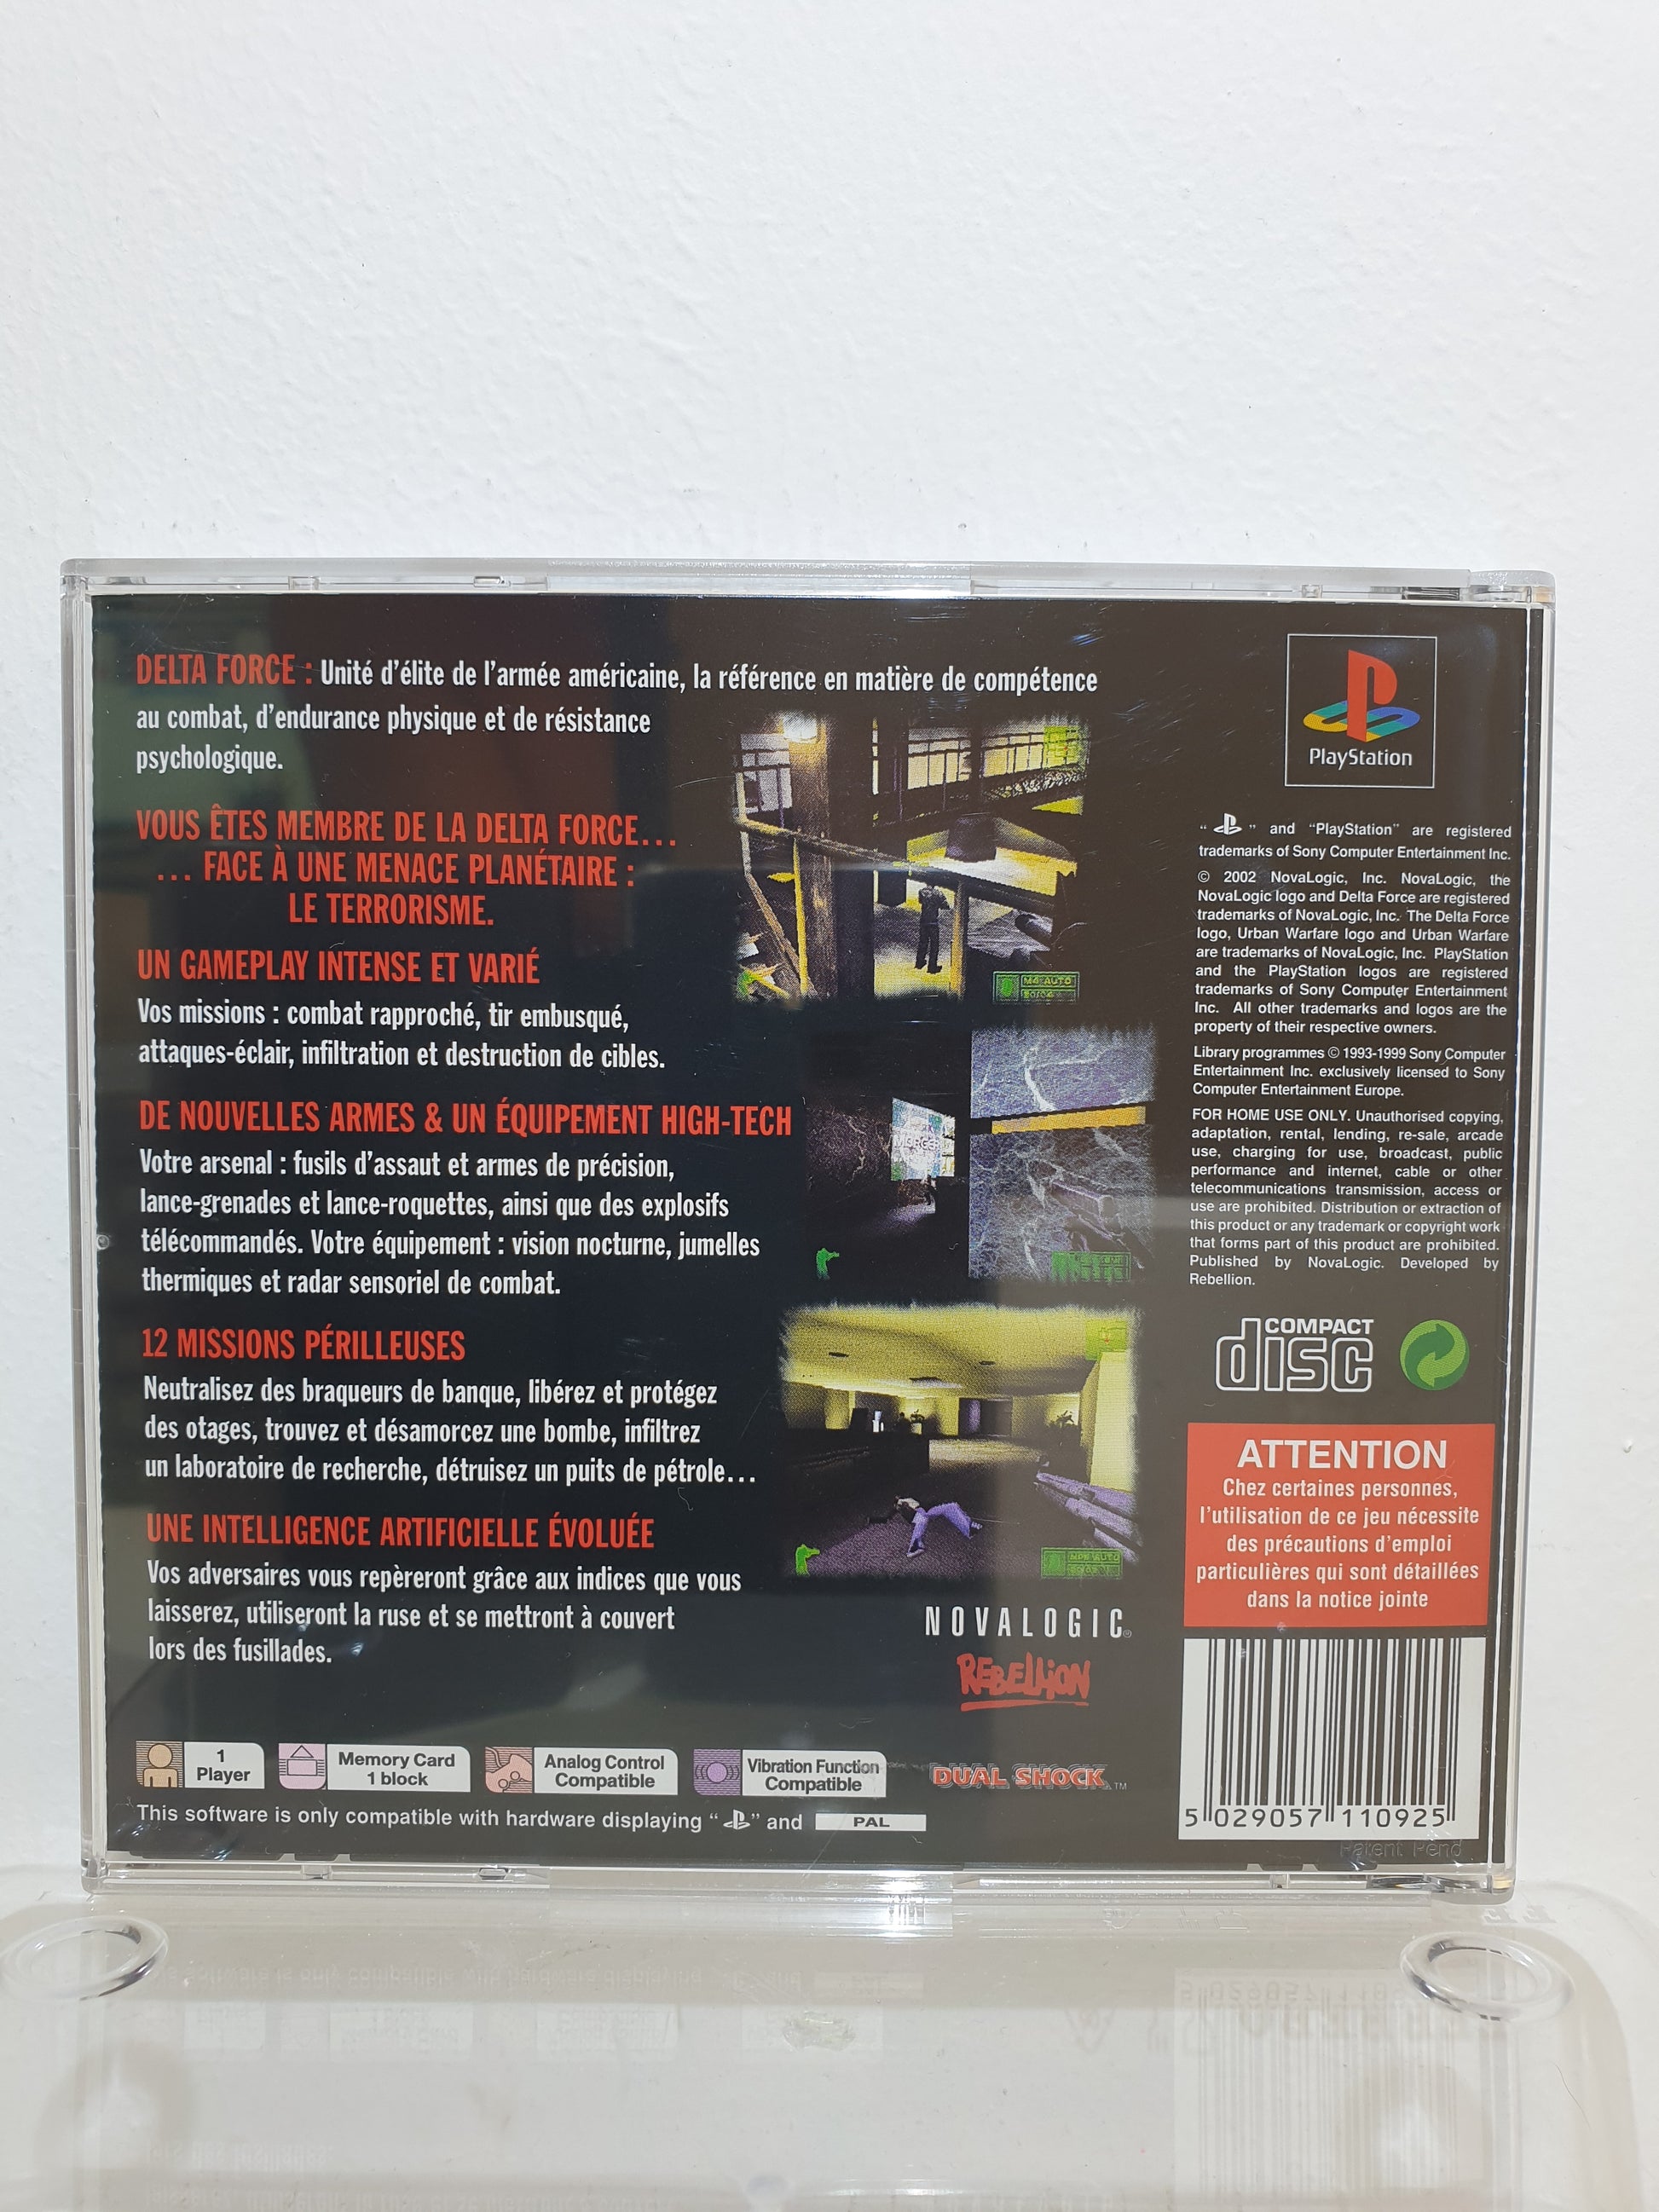 DELTA FORCE : Unité d'élite de l'armée américaine, la référence en matière de compétence
au combat, d'endurance physique et de résistance
psychologique.
VOUS ÊTES MEMBRE DE LA DELTA FORCE...
... FACE À UNE MENACE PLANÉTAIRE :
LE TERRORISME.
UN GAMEPLAY INTENSE ET VARIÉ
Vos missions : combat rapproché, tir embusqué,
attaques-éclair, infiltration et destruction de cibles.
DE NOUVELLES ARMES & UN ÉQUIPEMENT HIGH-TECH
Votre arsenal : fusils d'assaut et armes de précision,
lance-grenades et lance-roquettes, ainsi que des explosifs
télécommandés. Votre équipement : vision nocturne, jumelles
thermiques et radar sensoriel de combat.
12 MISSIONS PÉRILLEUSES
Neutralisez des braqueurs de banque, libérez et protégez
des otages, trouvez et désamorcez une bombe, infiltrez
un laboratoire de recherche, détruisez un puits de pétrole...
UNE INTELLIGENCE ARTIFICIELLE ÉVOLUÉE
Vos adversaires vous repèreront grâce aux indices que vous
laisserez, utiliseront la ruse et se mettront à couvert
lors des fusillades.
M4 AUTO
NOVALOGIC®
REBELLION
1
Player
Memory Card
1 block
Analog Control
Compatible
Vibration Function
Compatible
DUAL SHOCK™
This software is only compatible with hardware displaying " " and PAL
PlayStation
" " and "PlayStation" are registered
trademarks of Sony Computer Entertainment Inc.
© 2002 NovaLogic, Inc. NovaLogic, the
NovaLogic logo and Delta Force are registered
trademarks of NovaLogic, Inc. The Delta Force
logo, Urban Warfare logo and Urban Warfare
are trademarks of NovaLogic, Inc. PlayStation
and the PlayStation logos are registered
trademarks of Sony Computer Entertainment
Inc. All other trademarks and logos are the
property of their respective owners.
Library programmes © 1993-1999 Sony Computer
Entertainment Inc. exclusively licensed to Sony
Computer Entertainment Europe.
FOR HOME USE ONLY. Unauthorised copying,
adaptation, rental, lending, re-sale, arcade
use, charging for use, broadcast, public
performance and internet, cable or other
telecommunications transmission, access or
use are prohibited. Distribution or extraction of
this product or any trademark or copyright work
that forms part of this product are prohibited.
Published by NovaLogic. Developed by
Rebellion.
COMPACT
disc
ATTENTION
Chez certaines personnes,
l'utilisation de ce jeu nécessite
des précautions d'emploi
particulières qui sont détaillées
dans la notice jointe
5 029057 110925
Patent Pend